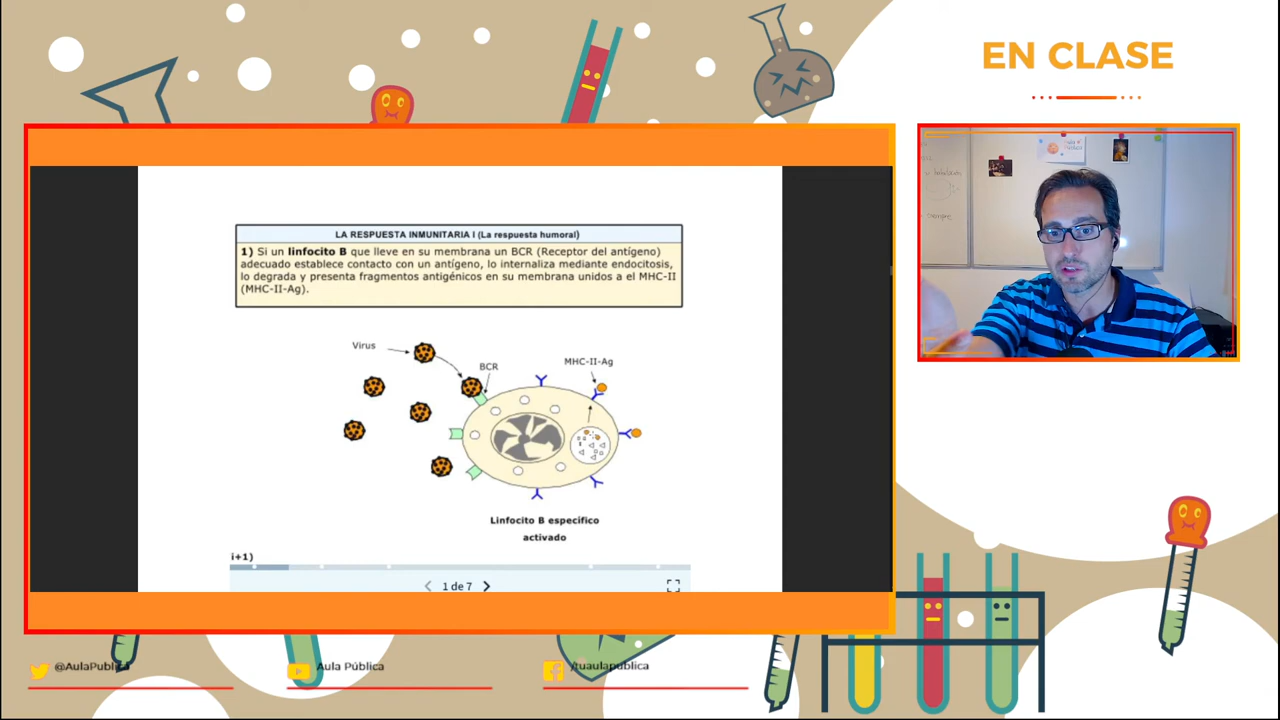 EN CLASE
LA RESPUESTA INMUNITARIA I (La respuesta humoral)
1) Si un linfocito B que lleve en su membrana un BCR (Receptor del antígeno)
adecuado establece contacto con un antígeno, lo internaliza mediante endocitosis,
lo degrada y presenta fragmentos antigénicos en su membrana unidos a el MHC-II
(MHC-II-Ag).
Virus
BCR
MHC-II-Ag
Linfocito B específico
activado
i+1)
1 de 7
@AulaPublica
Aula Pública
/tuaulapublica